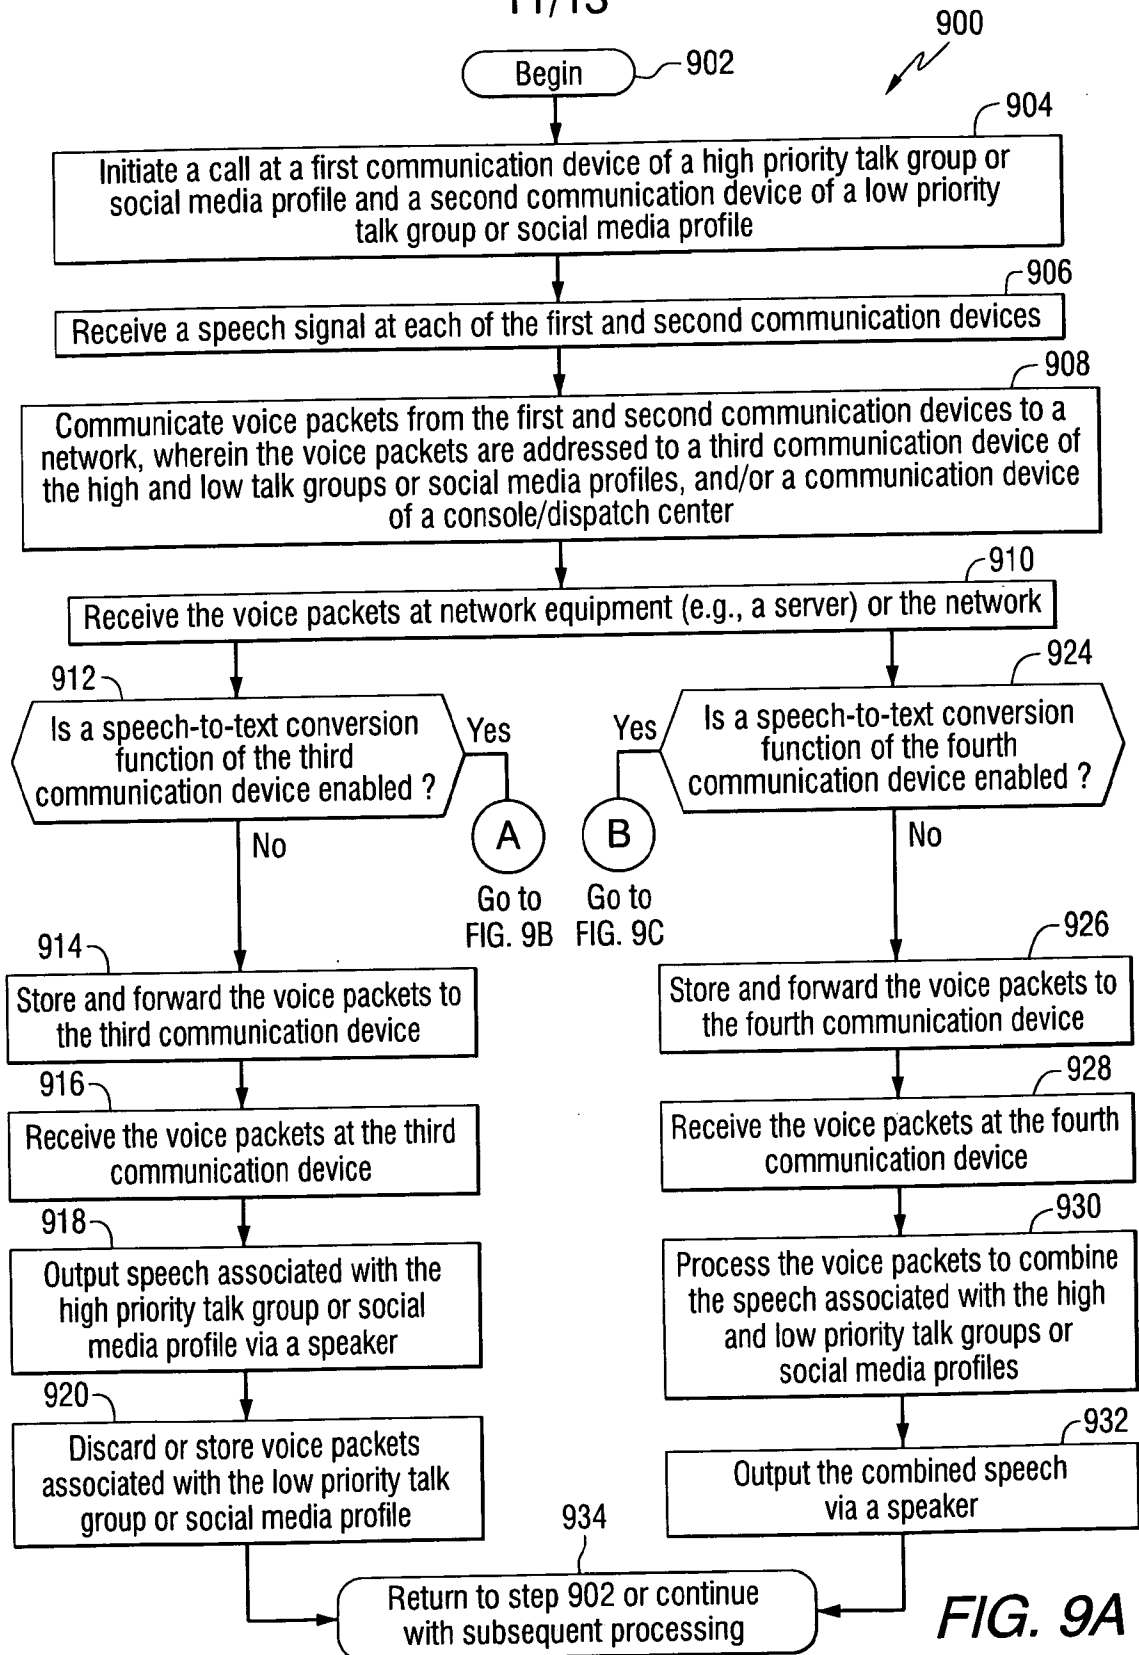 11/13
900
Begin
902
904
Initiate a call at a first communication device of a high priority talk group or
social media profile and a second communication device of a low priority
talk group or social media profile
906
Receive a speech signal at each of the first and second communication devices
908
Communicate voice packets from the first and second communication devices to a
network, wherein the voice packets are addressed to a third communication device of
the high and low talk groups or social media profiles, and/or a communication device
of a console/dispatch center
910
Receive the voice packets at network equipment (e.g., a server) or the network
912
Is a speech-to-text conversion
function of the third
communication device enabled ?
Yes
No
A
Go to
FIG. 9B
924
Is a speech-to-text conversion
function of the fourth
communication device enabled ?
Yes
No
B
Go to
FIG. 9C
914
Store and forward the voice packets to
the third communication device
916
Receive the voice packets at the third
communication device
918
Output speech associated with the
high priority talk group or social
media profile via a speaker
920
Discard or store voice packets
associated with the low priority talk
group or social media profile
926
Store and forward the voice packets to
the fourth communication device
928
Receive the voice packets at the fourth
communication device
930
Process the voice packets to combine
the speech associated with the high
and low priority talk groups or
social media profiles
932
Output the combined speech
via a speaker
934
Return to step 902 or continue
with subsequent processing
FIG. 9A